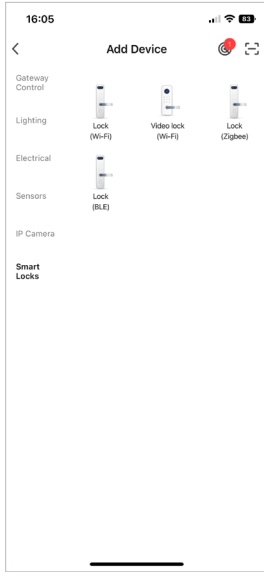 16:05
83
Add Device
1
Gateway
Control
Lighting
Electrical
Sensors
IP Camera
Smart
Locks
Lock
(Wi-Fi)
Video lock
(Wi-Fi)
Lock
(Zigbee)
Lock
(BLE)